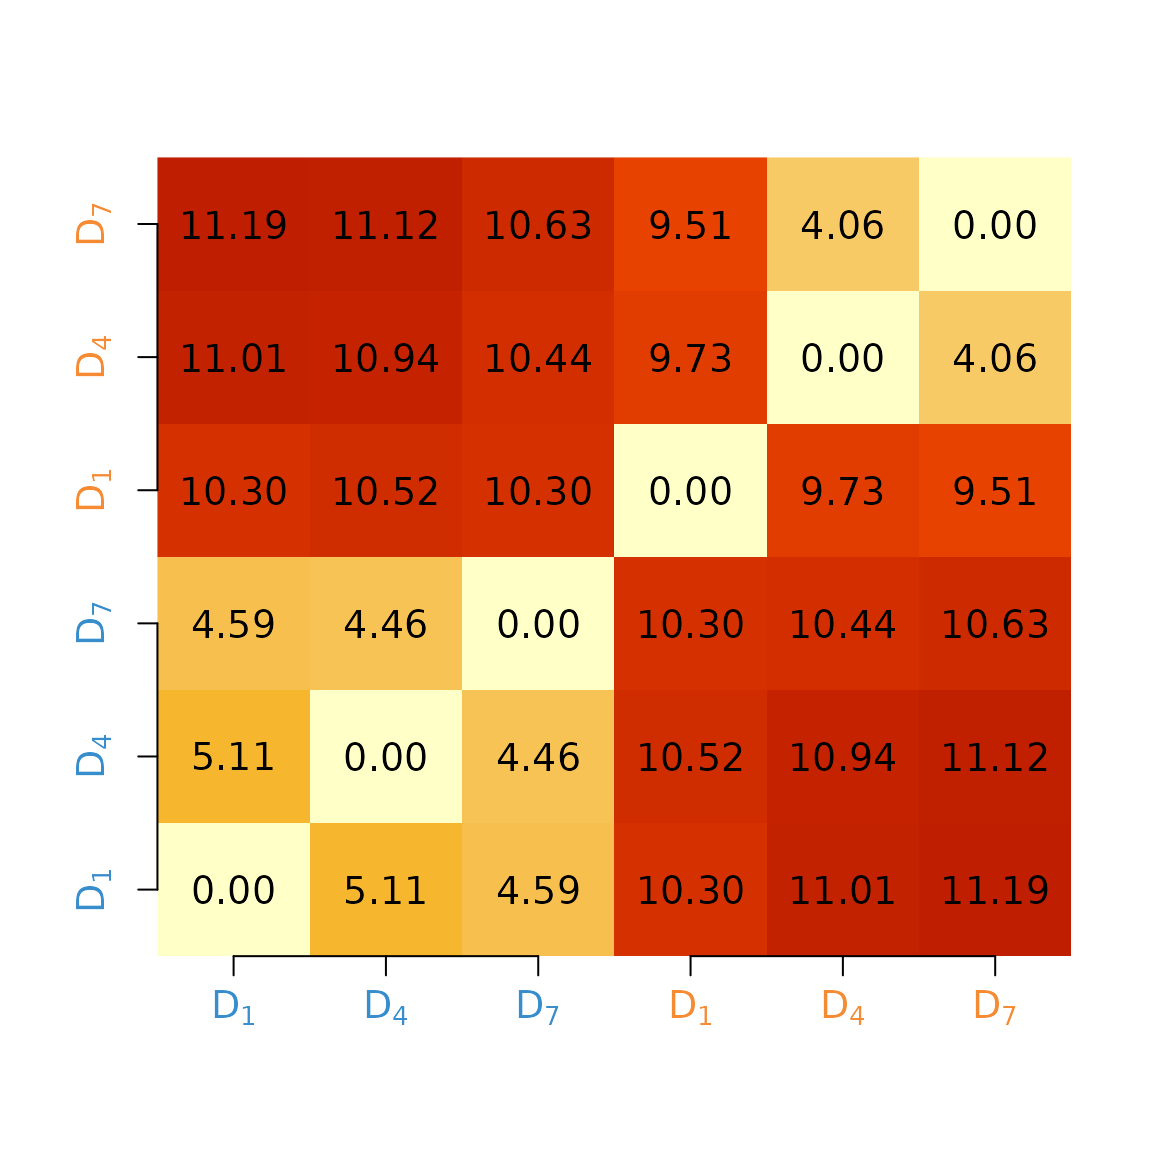 D₇ 11.19 11.12 10.63 9.51 4.06 0.00
D₄ 11.01 10.94 10.44 9.73 0.00 4.06
D₁ 10.30 10.52 10.30 0.00 9.73 9.51
D₇ 4.59 4.46 0.00 10.30 10.44 10.63
D₄ 5.11 0.00 4.46 10.52 10.94 11.12
D₁ 0.00 5.11 4.59 10.30 11.01 11.19
D₁ D₄ D₇ D₁ D₄ D₇